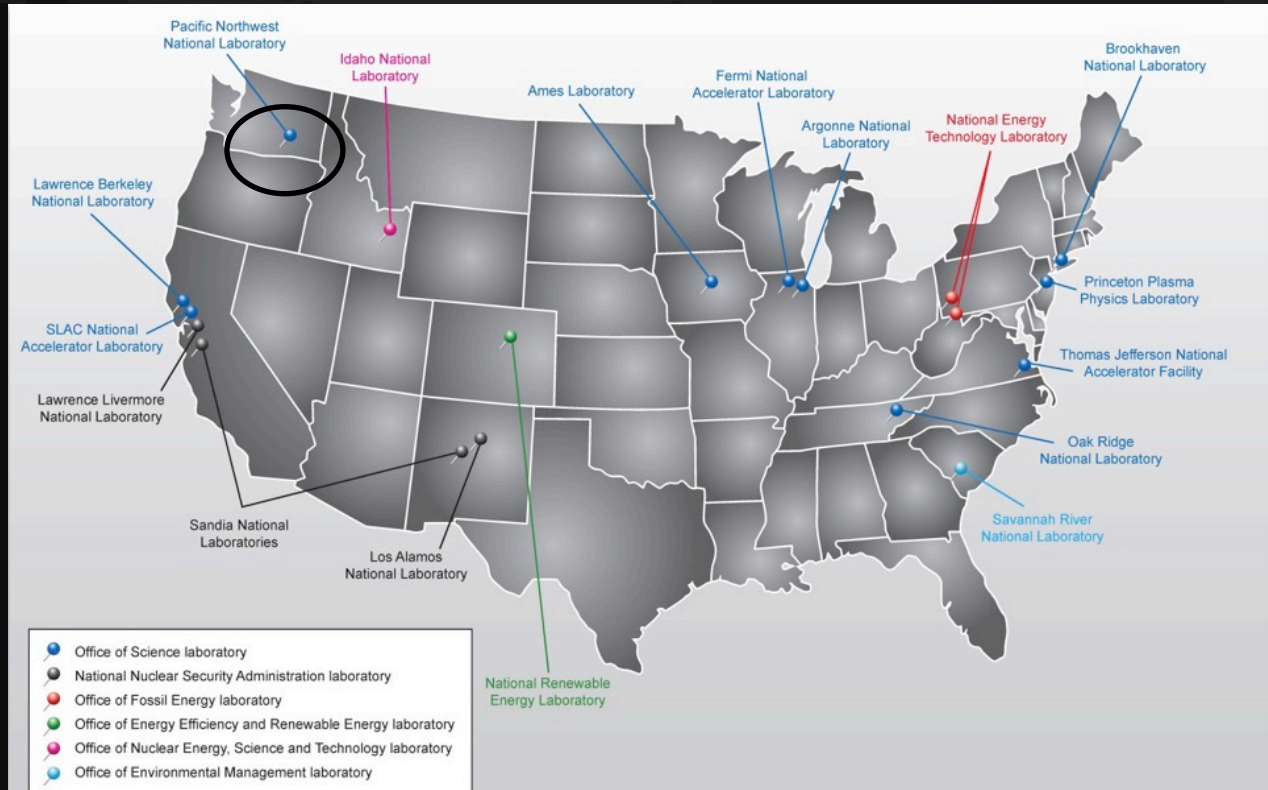 Pacific Northwest
National Laboratory
Idaho National
Laboratory
Ames Laboratory
Fermi National
Accelerator Laboratory
Argonne National
Laboratory
Brookhaven
National Laboratory
National Energy
Technology Laboratory
Lawrence Berkeley
National Laboratory
SLAC National
Accelerator Laboratory
Lawrence Livermore
National Laboratory
Princeton Plasma
Physics Laboratory
Thomas Jefferson National
Accelerator Facility
Oak Ridge
National Laboratory
Savannah River
National Laboratory
Sandia National
Laboratories
Los Alamos
National Laboratory
National Renewable
Energy Laboratory
Office of Science laboratory
National Nuclear Security Administration laboratory
Office of Fossil Energy laboratory
Office of Energy Efficiency and Renewable Energy laboratory
Office of Nuclear Energy, Science and Technology laboratory
Office of Environmental Management laboratory